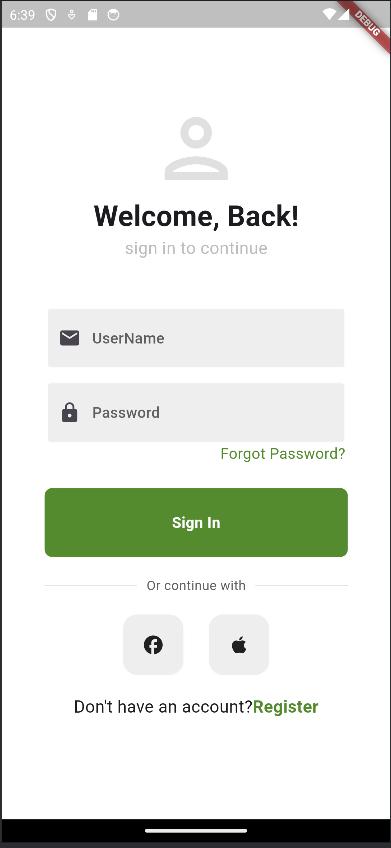 6:39
DEBUG
Welcome, Back!
sign in to continue
UserName
Password
Forgot Password?
Sign In
Or continue with
Don't have an account?Register